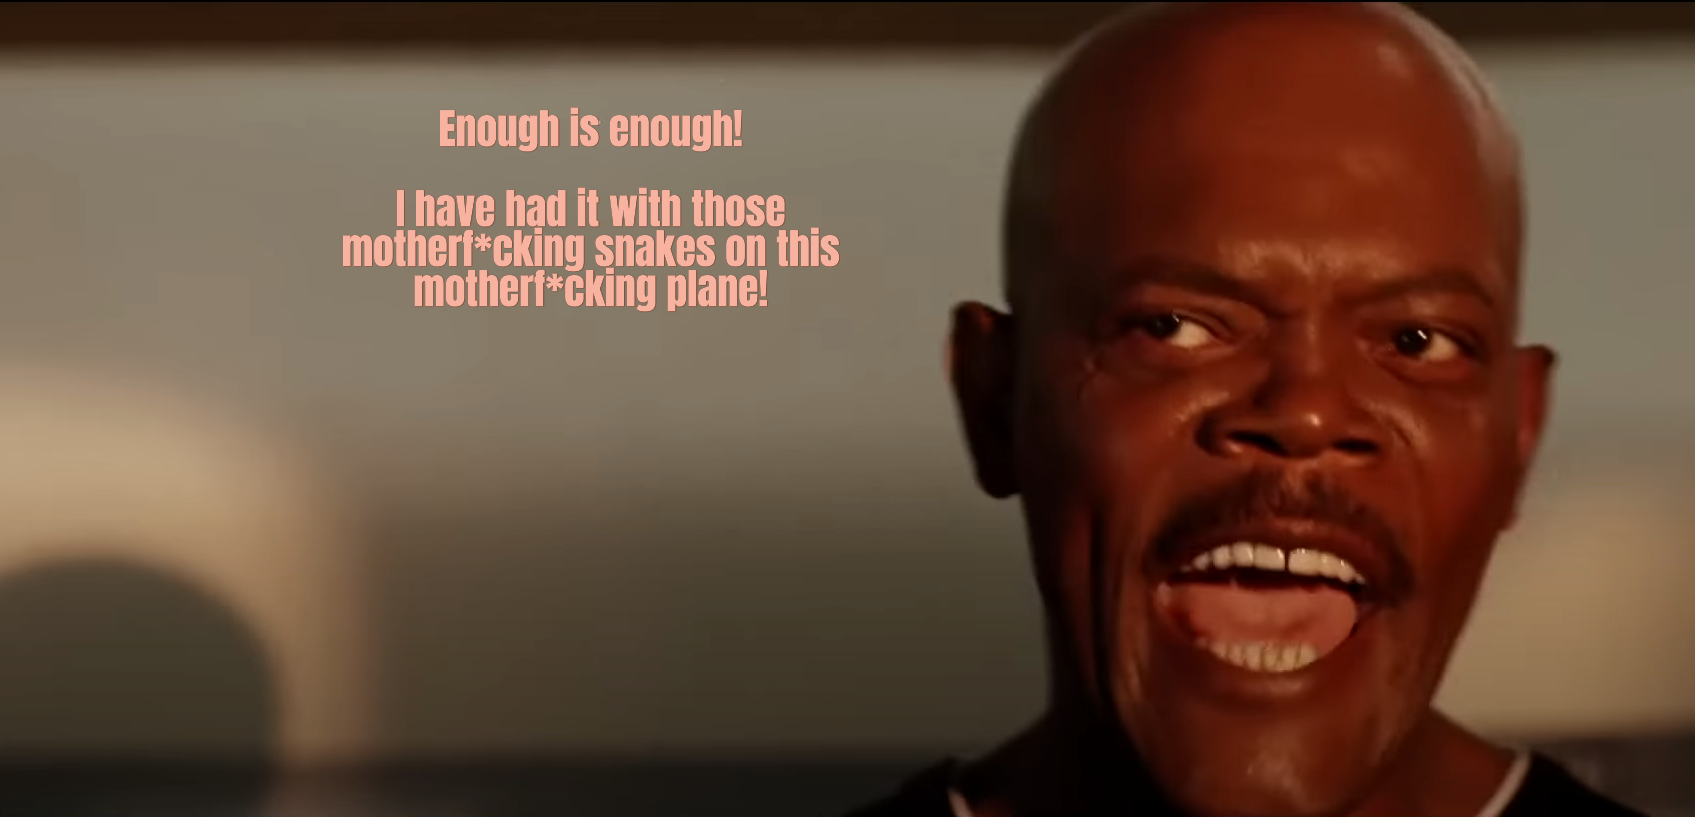 Enough is enough!
I have had it with those
motherf*cking snakes on this
motherf*cking plane!